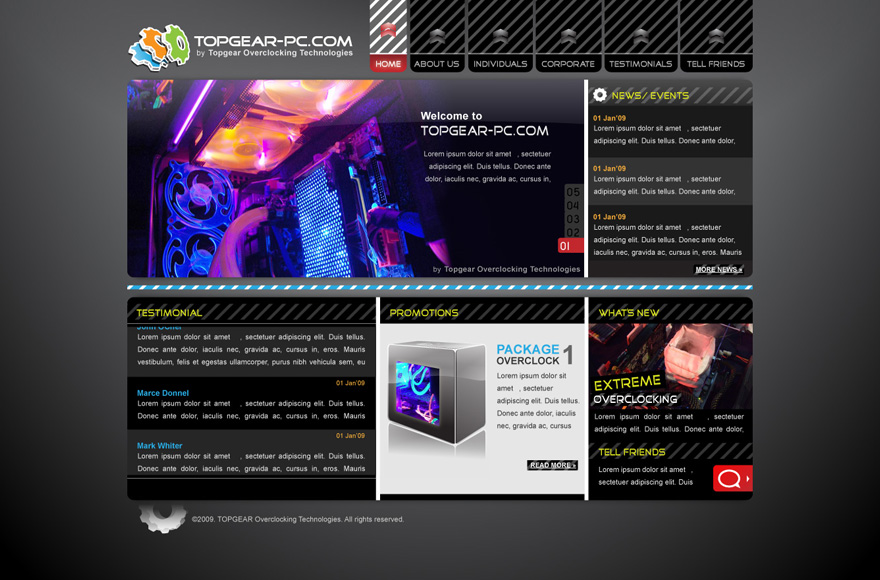 TOPGEAR-PC.COM
by Topgear Overclocking Technologies
HOME
ABOUT US
INDIVIDUALS
CORPORATE
TESTIMONIALS
TELL FRIENDS
Welcome to
TOPGEAR-PC.COM
Lorem ipsum dolor sit amet , sectetuer
adipiscing elit. Duis tellus. Donec ante
dolor, iaculis nec, gravida ac, cursus in,
05
04
03
02
01
by Topgear Overclocking Technologies
NEWS/ EVENTS
01 Jan'09
Lorem ipsum dolor sit amet , sectetuer
adipiscing elit. Duis tellus. Donec ante dolor,
01 Jan'09
Lorem ipsum dolor sit amet , sectetuer
adipiscing elit. Duis tellus. Donec ante dolor,
01 Jan'09
Lorem ipsum dolor sit amet , sectetuer
adipiscing elit. Duis tellus. Donec ante dolor,
iaculis nec, gravida ac, cursus in, eros. Mauris
MORE NEWS »
TESTIMONIAL
Lorem ipsum dolor sit amet , sectetuer adipiscing elit. Duis tellus.
Donec ante dolor, iaculis nec, gravida ac, cursus in, eros. Mauris
vestibulum, felis et egestas ullamcorper, purus nibh vehicula sem, eu
01 Jan'09
Marce Donnel
Lorem ipsum dolor sit amet , sectetuer adipiscing elit. Duis tellus.
Donec ante dolor, iaculis nec, gravida ac, cursus in, eros. Mauris
01 Jan'09
Mark Whiter
Lorem ipsum dolor sit amet , sectetuer adipiscing elit. Duis tellus.
Donec ante dolor, iaculis nec, gravida ac, cursus in, eros. Mauris
PROMOTIONS
PACKAGE 1
OVERCLOCK
Lorem ipsum dolor sit
amet , sectetuer
adipiscing elit. Duis tellus.
Donec ante dolor, iaculis
nec, gravida ac, cursus
READ MORE »
WHATS NEW
EXTREME
OVERCLOCKING
Lorem ipsum dolor sit amet , sectetuer
adipiscing elit. Duis tellus. Donec ante dolor,
TELL FRIENDS
Lorem ipsum dolor sit amet ,
sectetuer adipiscing elit. Duis
©2009. TOPGEAR Overclocking Technologies. All rights reserved.